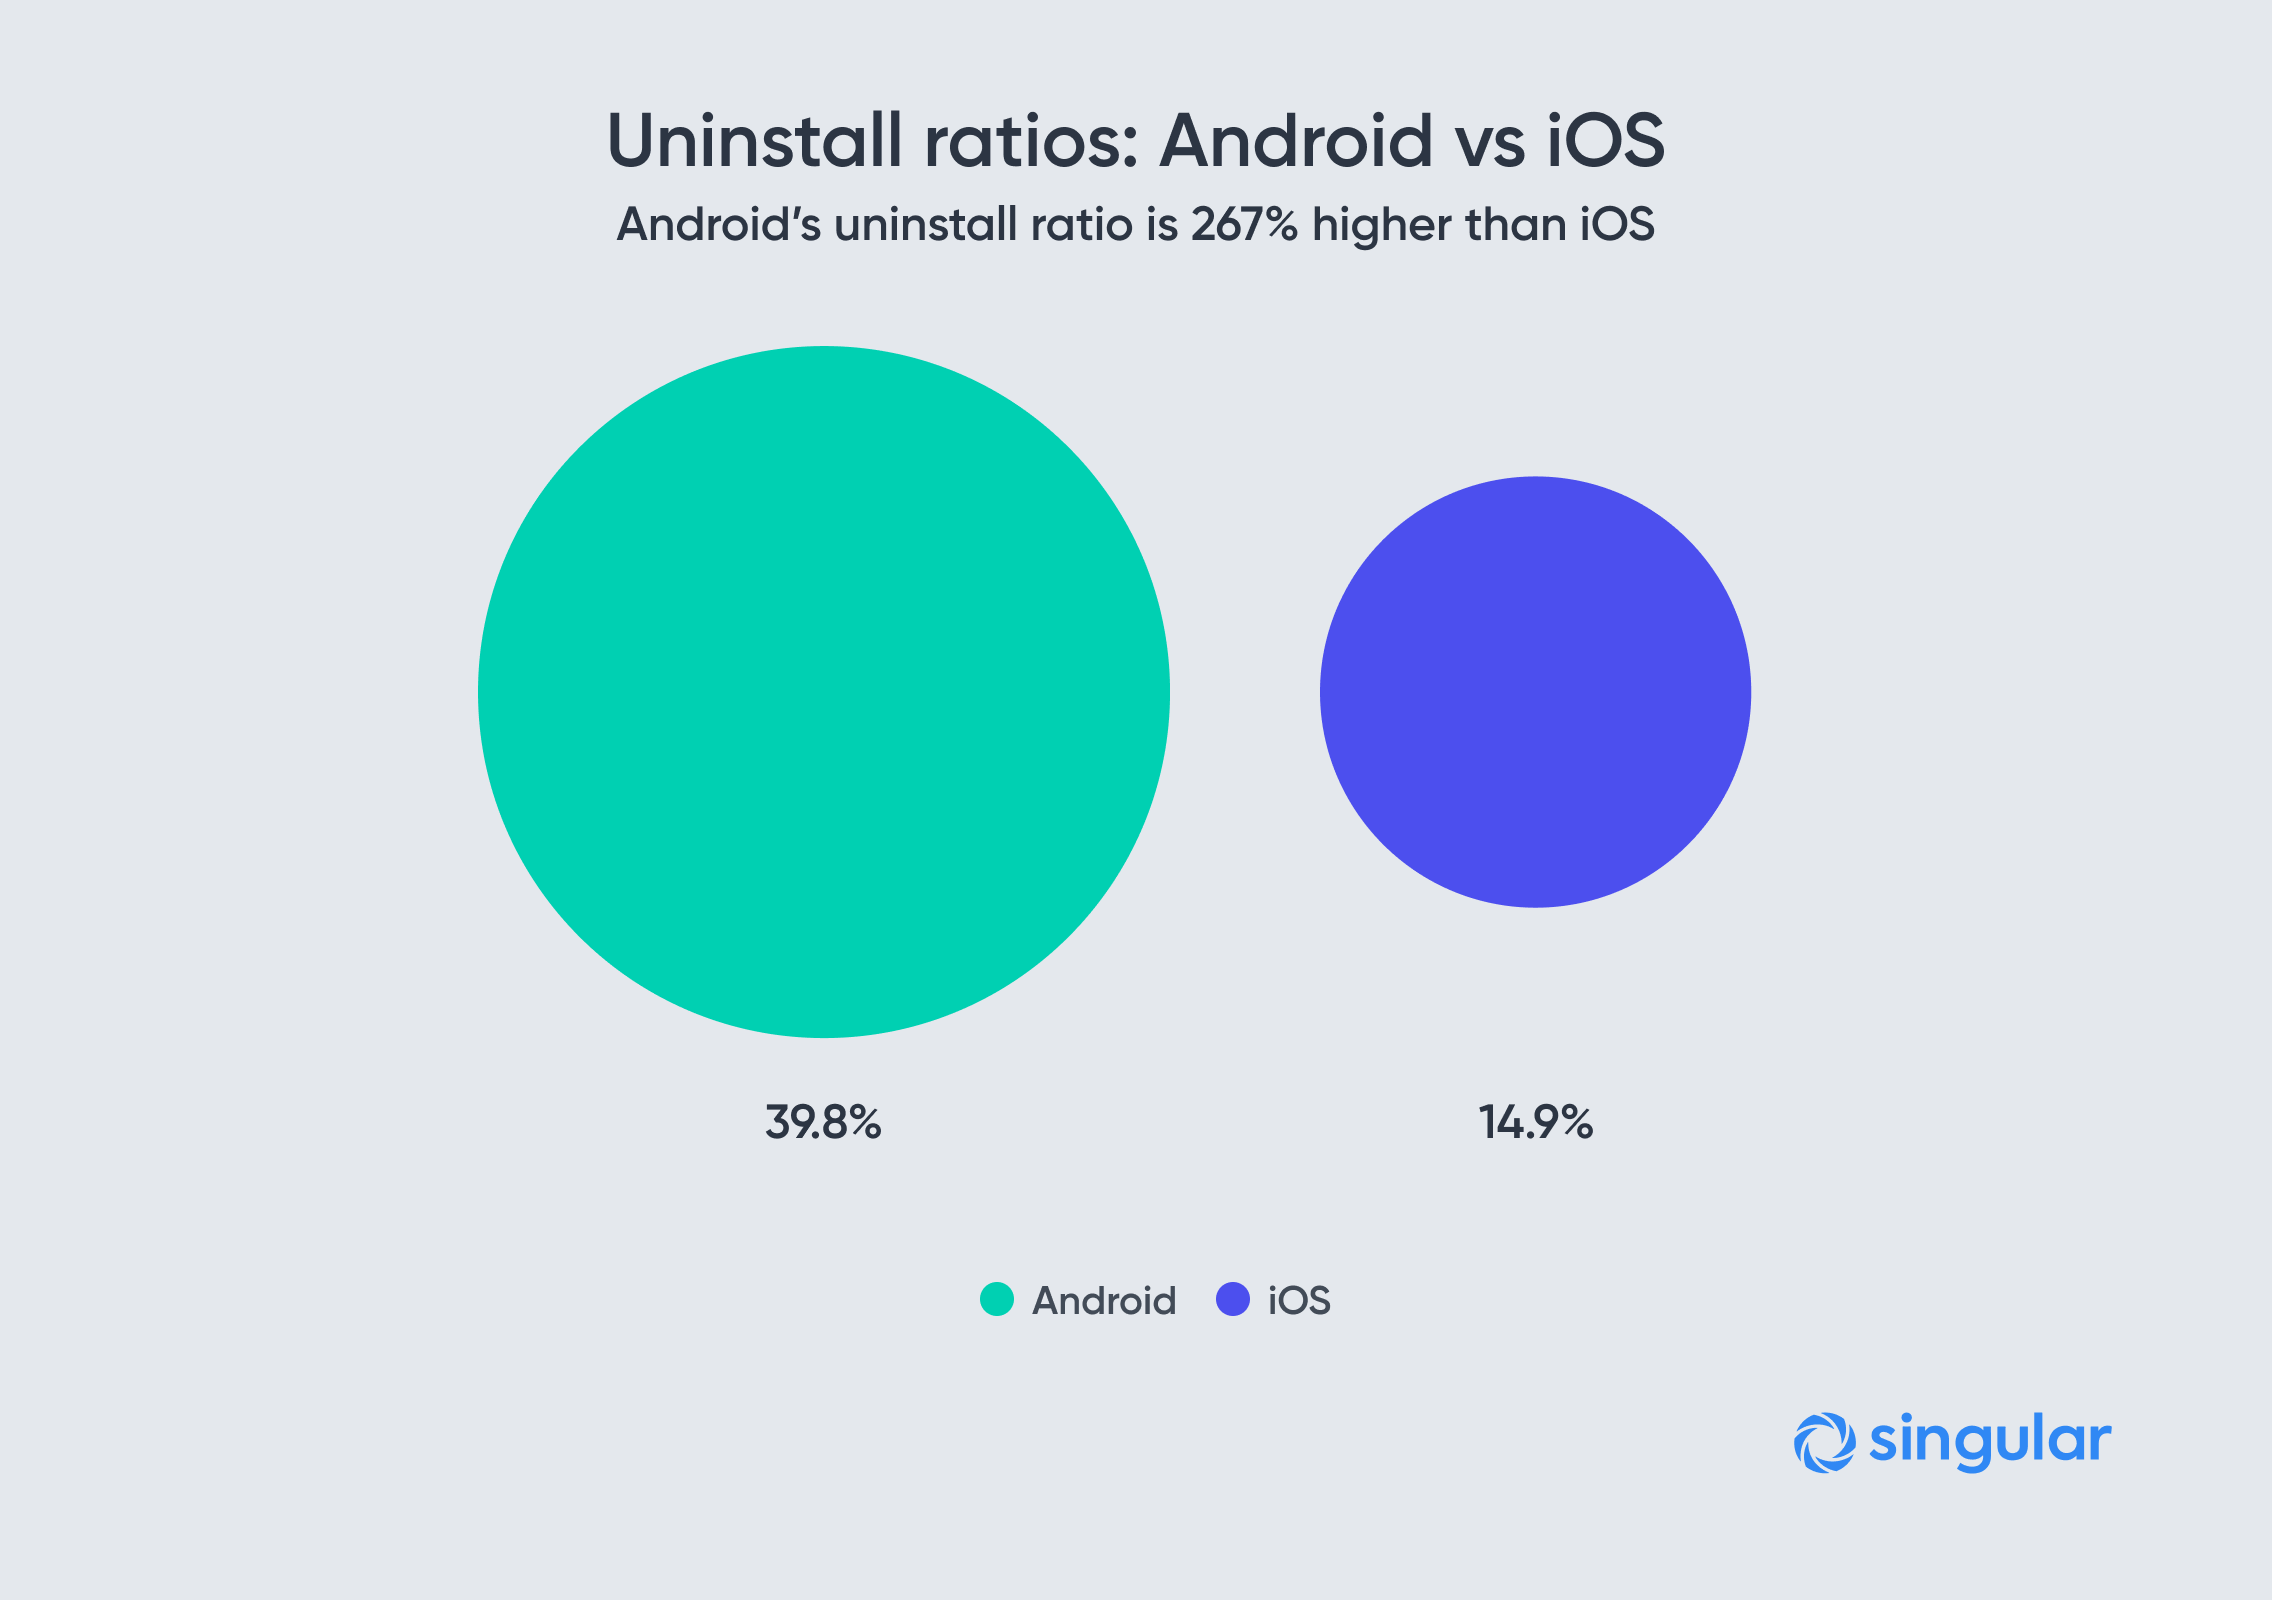 Uninstall ratios: Android vs iOS
Android's uninstall ratio is 267% higher than iOS
39.8%
14.9%
Android
iOS
singular